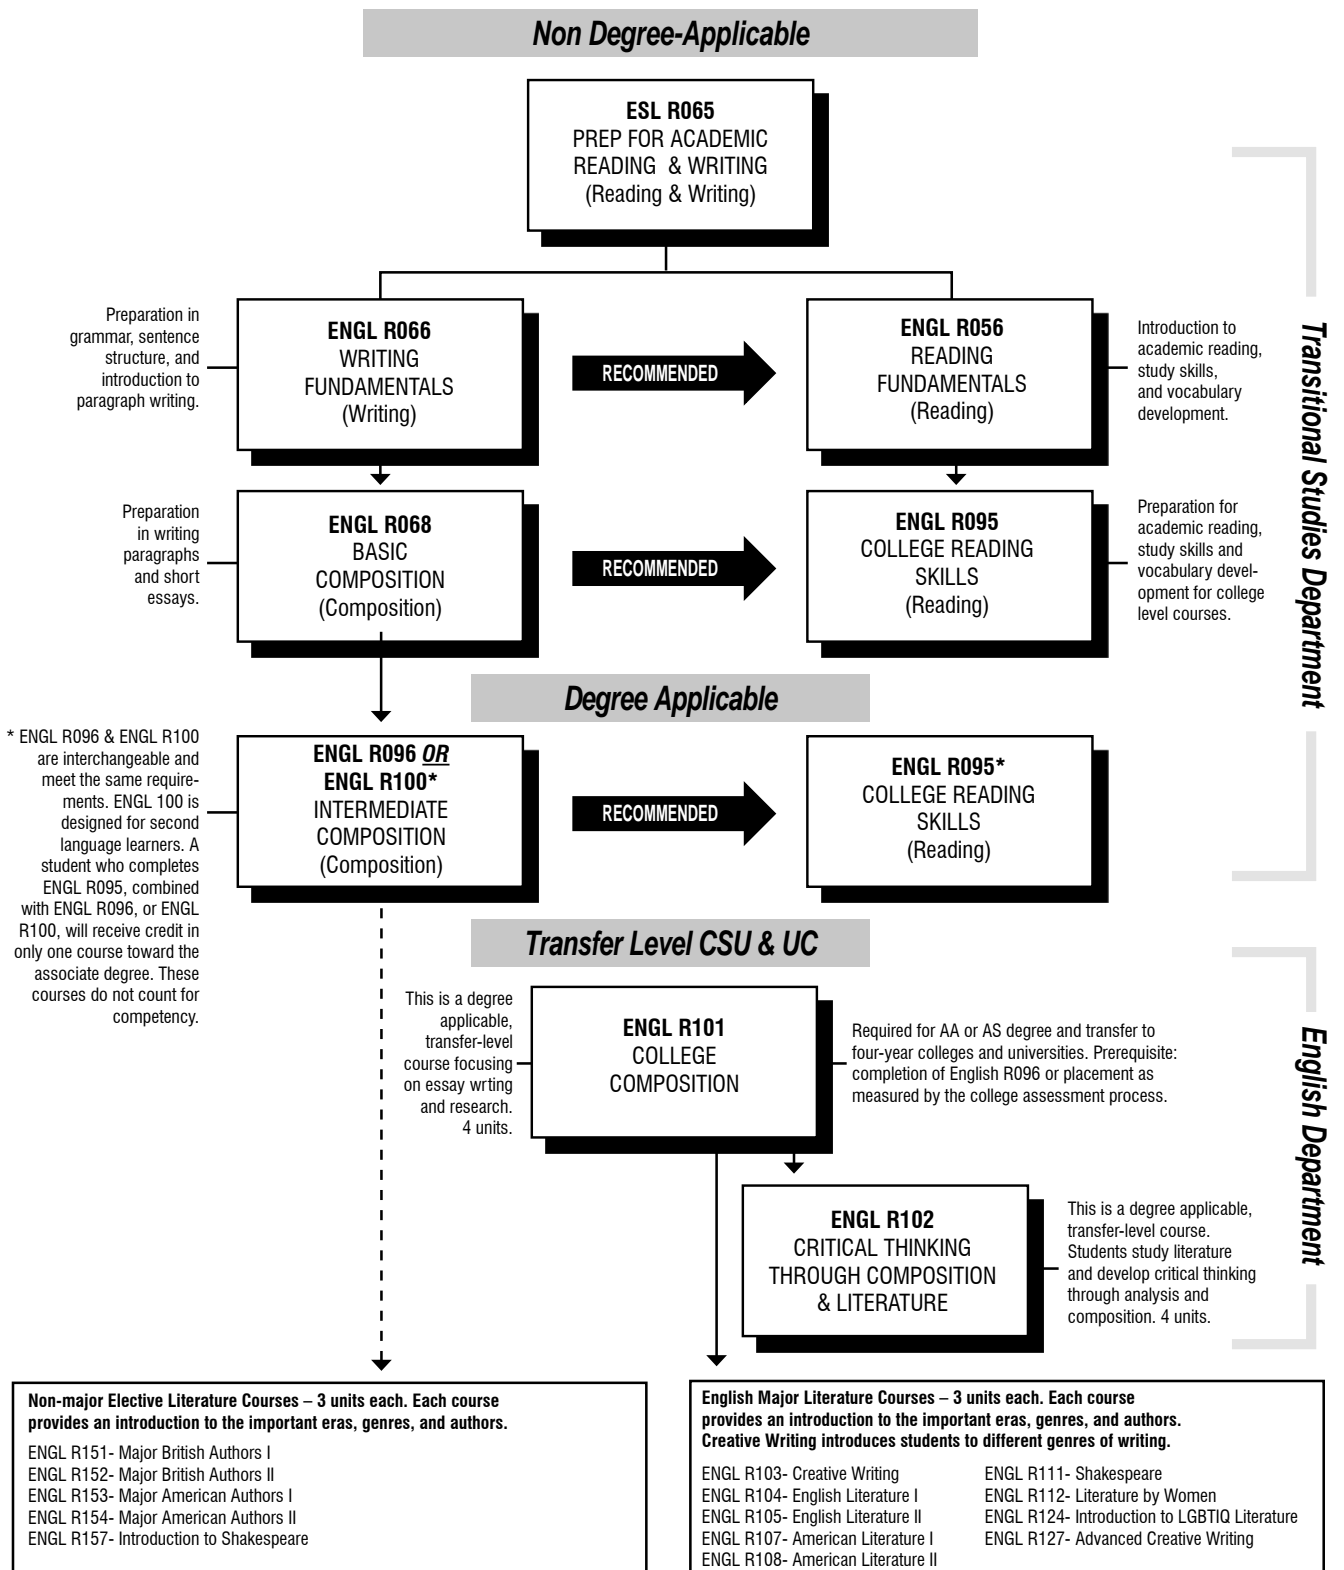 Non Degree-Applicable
ESL R065
PREP FOR ACADEMIC
READING & WRITING
(Reading & Writing)
Transitional Studies Department
Preparation in
grammar, sentence
structure, and
introduction to
paragraph writing.
ENGL R066
WRITING
FUNDAMENTALS
(Writing)
RECOMMENDED
ENGL R056
READING
FUNDAMENTALS
(Reading)
Introduction to
academic reading,
study skills,
and vocabulary
development.
Preparation
in writing
paragraphs
and short
essays.
ENGL R068
BASIC
COMPOSITION
(Composition)
RECOMMENDED
ENGL R095
COLLEGE READING
SKILLS
(Reading)
Preparation for
academic reading,
study skills and
vocabulary devel-
opment for college
level courses.
Degree Applicable
* ENGL R096 & ENGL R100
are interchangeable and
meet the same require-
ments. ENGL 100 is
designed for second
language learners. A
student who completes
ENGL R095, combined
with ENGL R096, or ENGL
R100, will receive credit in
only one course toward the
associate degree. These
courses do not count for
competency.
ENGL R096 OR
ENGL R100*
INTERMEDIATE
COMPOSITION
(Composition)
RECOMMENDED
ENGL R095*
COLLEGE READING
SKILLS
(Reading)
Transfer Level CSU & UC
English Department
This is a degree
applicable,
transfer-level
course focusing
on essay wrting
and research.
4 units.
ENGL R101
COLLEGE
COMPOSITION
Required for AA or AS degree and transfer to
four-year colleges and universities. Prerequisite:
completion of English R096 or placement as
measured by the college assessment process.
ENGL R102
CRITICAL THINKING
THROUGH COMPOSITION
& LITERATURE
This is a degree applicable,
transfer-level course.
Students study literature
and develop critical thinking
through analysis and
composition. 4 units.
Non-major Elective Literature Courses – 3 units each. Each course
provides an introduction to the important eras, genres, and authors.
ENGL R151- Major British Authors I
ENGL R152- Major British Authors II
ENGL R153- Major American Authors I
ENGL R154- Major American Authors II
ENGL R157- Introduction to Shakespeare
English Major Literature Courses – 3 units each. Each course
provides an introduction to the important eras, genres, and authors.
Creative Writing introduces students to different genres of writing.
ENGL R103- Creative Writing
ENGL R104- English Literature I
ENGL R105- English Literature II
ENGL R107- American Literature I
ENGL R108- American Literature II
ENGL R111- Shakespeare
ENGL R112- Literature by Women
ENGL R124- Introduction to LGBTIQ Literature
ENGL R127- Advanced Creative Writing